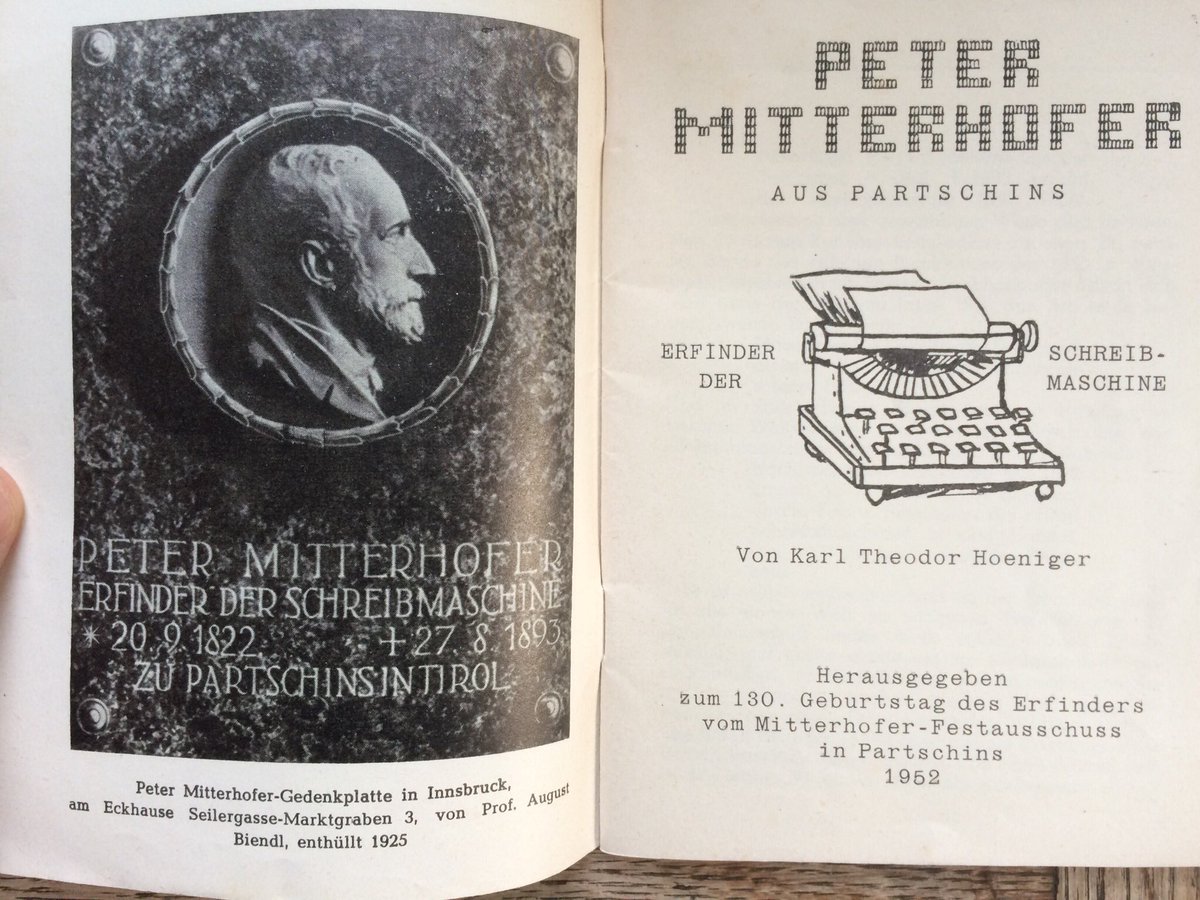 PETER MITTERHOFER
ERFINDER DER SCHREIBMASCHINE
* 20. 9. 1822. + 27. 8. 1893.
ZU PARTSCHINS IN TIROL
Peter Mitterhofer-Gedenkplatte in Innsbruck,
am Eckhause Seilergasse-Marktgraben 3, von Prof. August
Biendl, enthüllt 1925
PETER
MITTERHOFER
AUS PARTSCHINS
ERFINDER
DER
SCHREIB-
MASCHINE
Von Karl Theodor Hoeniger
Herausgegeben
zum 130. Geburtstag des Erfinders
vom Mitterhofer-Festausschuss
in Partschins
1952